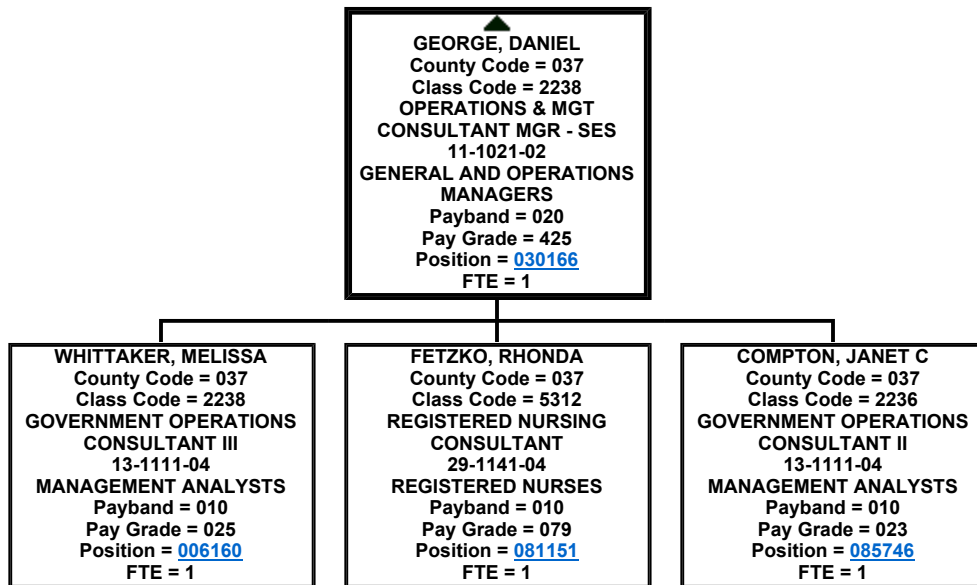 GEORGE, DANIEL
County Code = 037
Class Code = 2238
OPERATIONS & MGT
CONSULTANT MGR - SES
11-1021-02
GENERAL AND OPERATIONS
MANAGERS
Payband = 020
Pay Grade = 425
Position = 030166
FTE = 1
WHITTAKER, MELISSA
County Code = 037
Class Code = 2238
GOVERNMENT OPERATIONS
CONSULTANT III
13-1111-04
MANAGEMENT ANALYSTS
Payband = 010
Pay Grade = 025
Position = 006160
FTE = 1
FETZKO, RHONDA
County Code = 037
Class Code = 5312
REGISTERED NURSING
CONSULTANT
29-1141-04
REGISTERED NURSES
Payband = 010
Pay Grade = 079
Position = 081151
FTE = 1
COMPTON, JANET C
County Code = 037
Class Code = 2236
GOVERNMENT OPERATIONS
CONSULTANT II
13-1111-04
MANAGEMENT ANALYSTS
Payband = 010
Pay Grade = 023
Position = 085746
FTE = 1